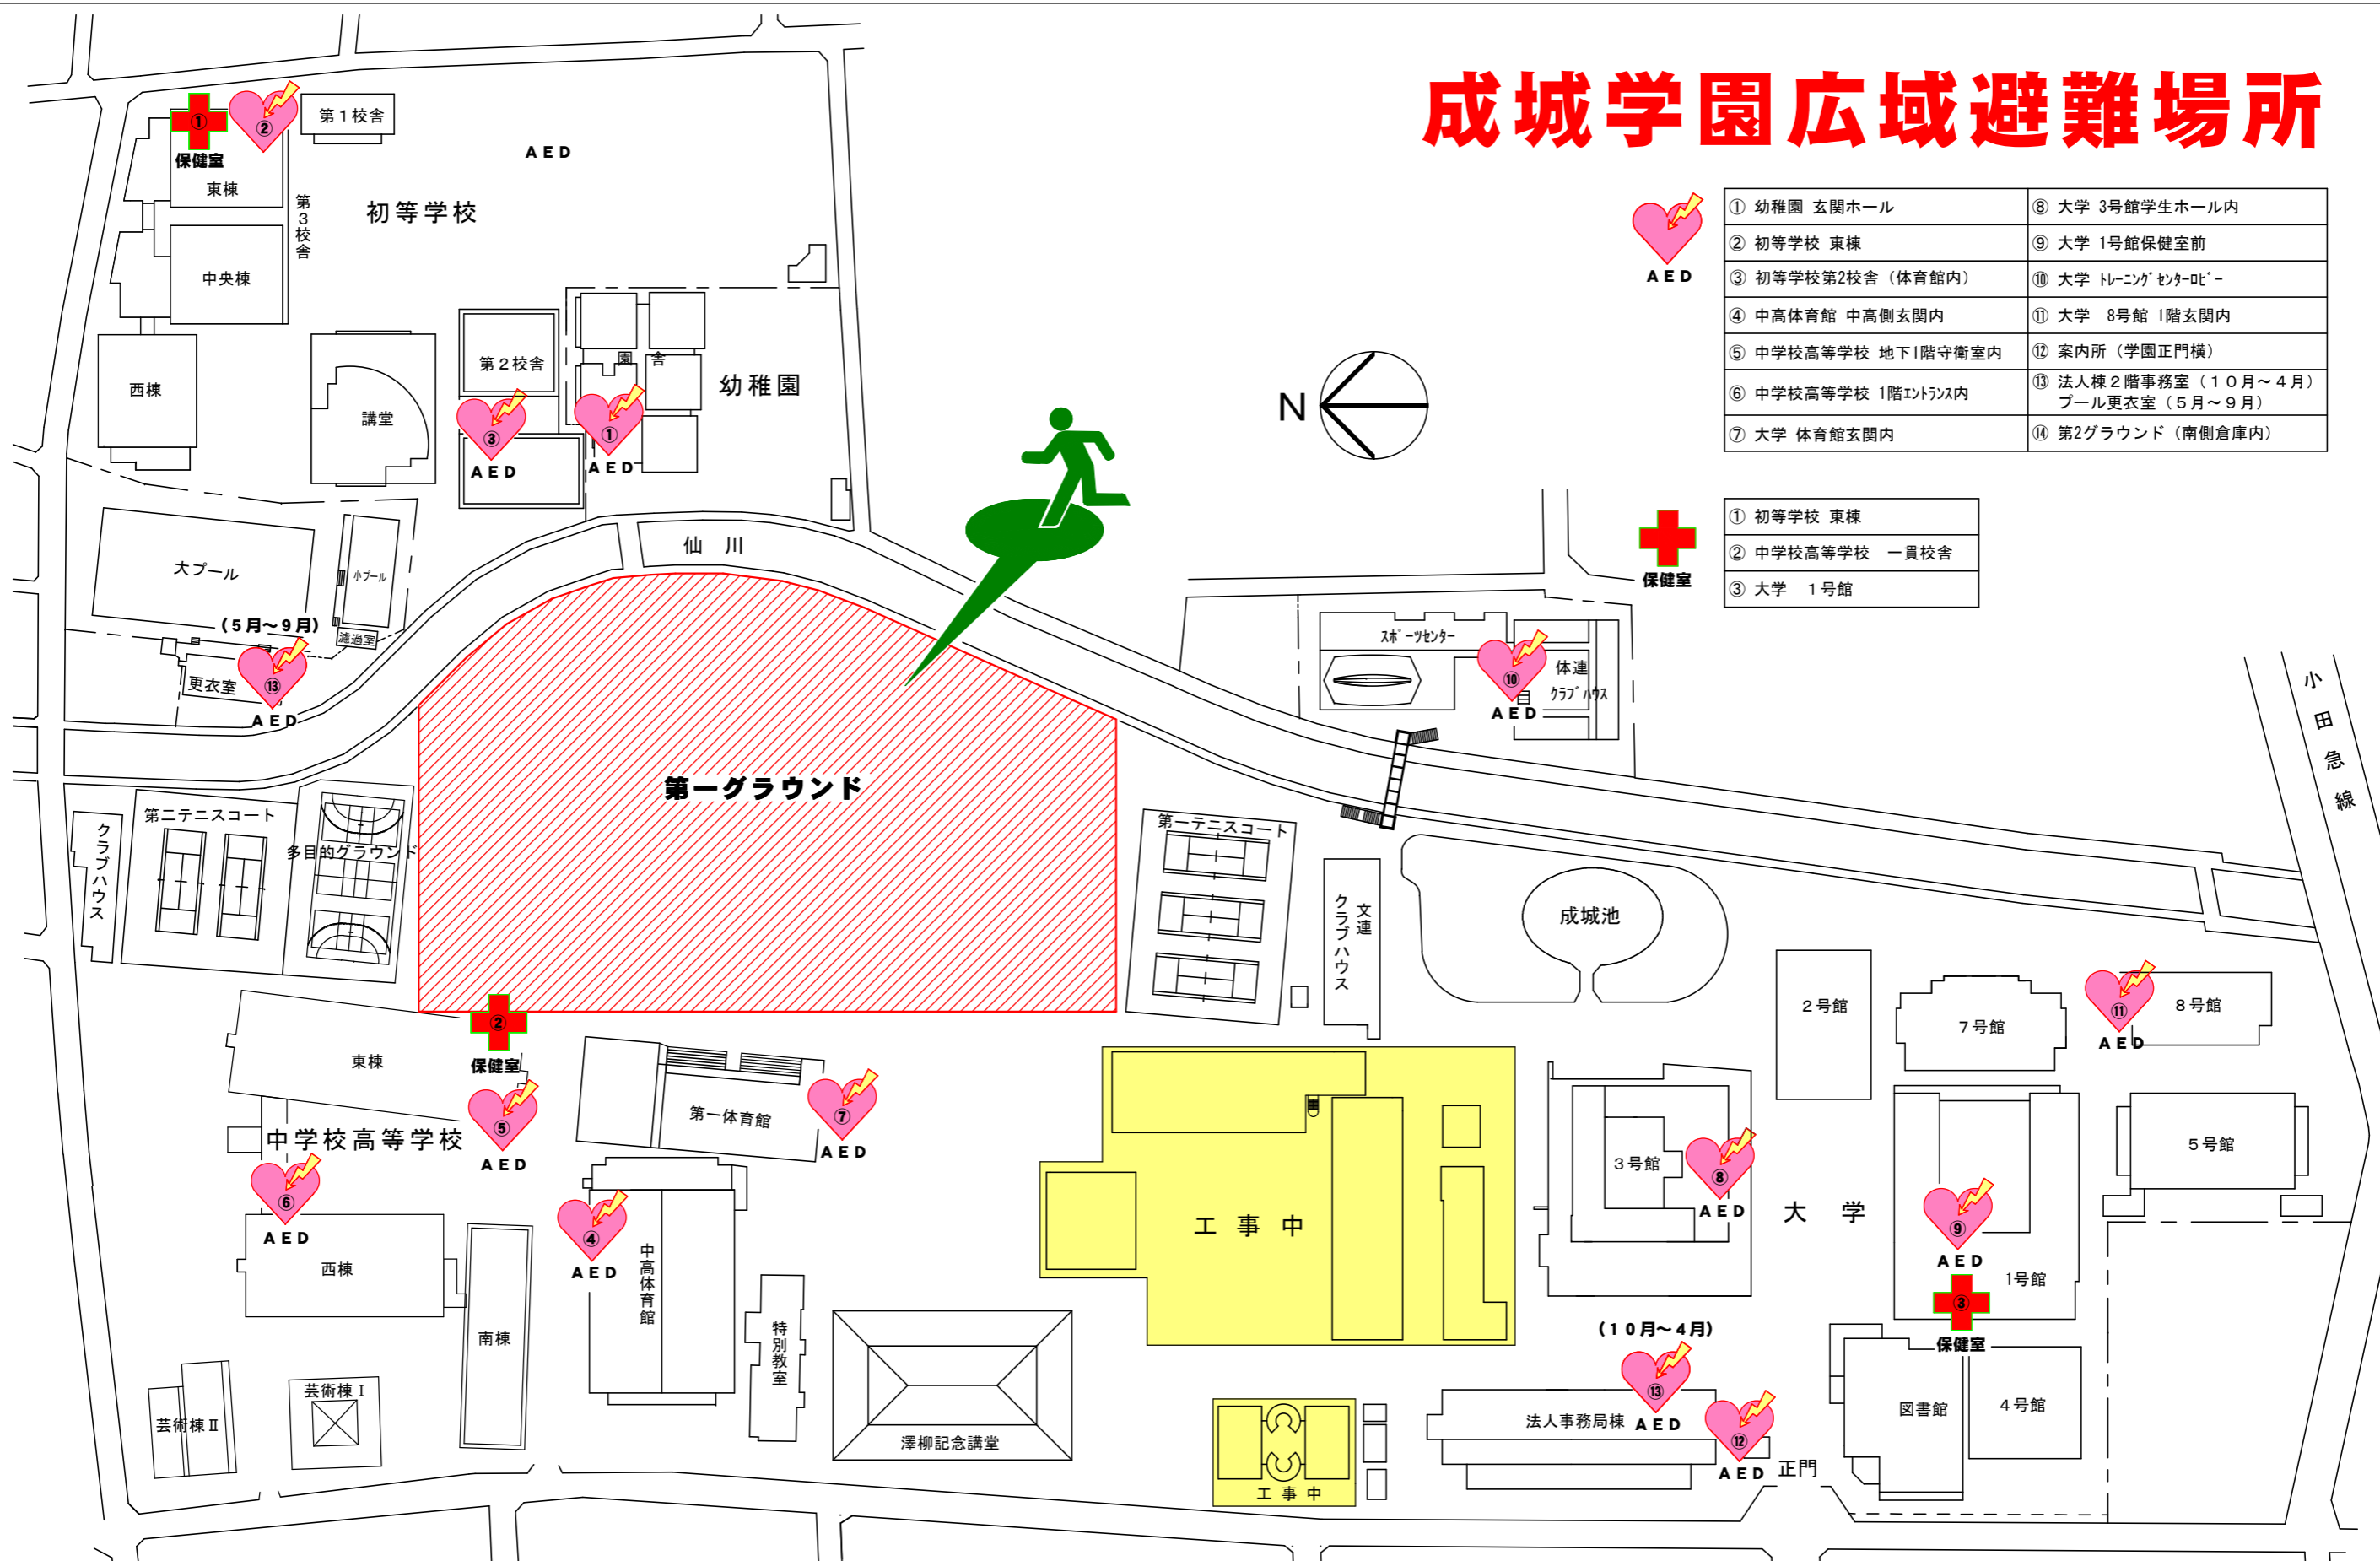 成城学園広域避難場所
AED
① 幼稚園 玄関ホール
② 初等学校 東棟
③ 初等学校第2校舎（体育館内）
④ 中高体育館 中高側玄関内
⑤ 中学校高等学校 地下1階守衛室内
⑥ 中学校高等学校 1階ｴﾝﾄﾗﾝｽ内
⑦ 大学 体育館玄関内
⑧ 大学 3号館学生ホール内
⑨ 大学 1号館保健室前
⑩ 大学 ﾄﾚｰﾆﾝｸﾞｾﾝﾀｰﾛﾋﾞｰ
⑪ 大学 8号館 1階玄関内
⑫ 案内所（学園正門横）
⑬ 法人棟２階事務室（１０月～４月）
プール更衣室（５月～９月）
⑭ 第2グラウンド（南側倉庫内）
保健室
① 初等学校 東棟
② 中学校高等学校 一貫校舎
③ 大学 １号館
N
①
保健室
②
第１校舎
AED
東棟
第３校舎
初等学校
中央棟
西棟
講堂
第２校舎
③
AED
園舎
①
AED
幼稚園
仙川
大プール
小プール
濾過室
(５月～９月)
更衣室
⑬
AED
第一グラウンド
スポーツセンター
⑩
AED
体連
クラブハウス
小田急線
クラブハウス
第二テニスコート
多目的グラウンド
第一テニスコート
文連
クラブハウス
成城池
２号館
７号館
⑪
AED
８号館
東棟
②
保健室
⑤
AED
中学校高等学校
⑥
AED
西棟
南棟
第一体育館
⑦
AED
④
AED
中高体育館
特別教室
澤柳記念講堂
芸術棟Ⅰ
芸術棟Ⅱ
工事中
工事中
３号館
⑧
AED
大学
⑨
AED
1号館
③
保健室
５号館
(１０月～４月)
⑬
AED
法人事務局棟
⑫
AED
正門
図書館
４号館